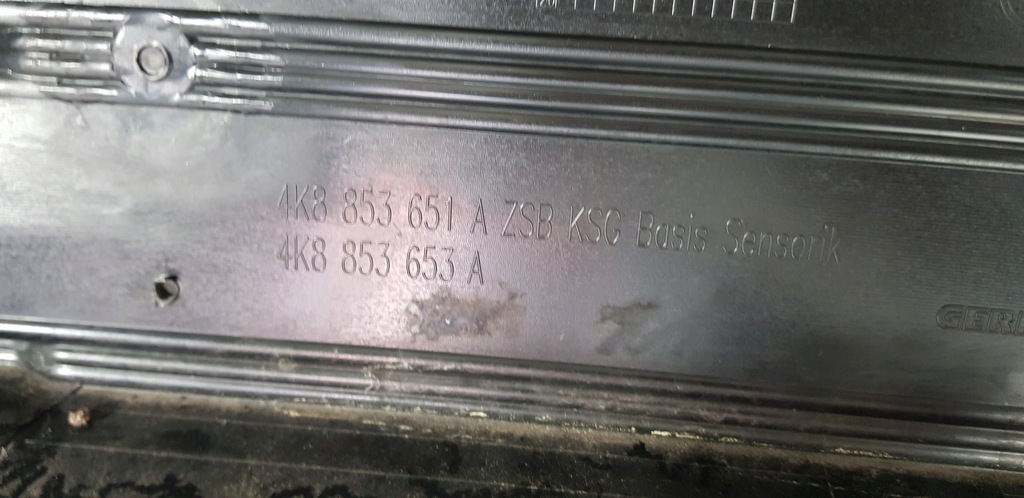 4K8 853 651 A ZSB KSG Basis Sensorik
4K8 853 653 A